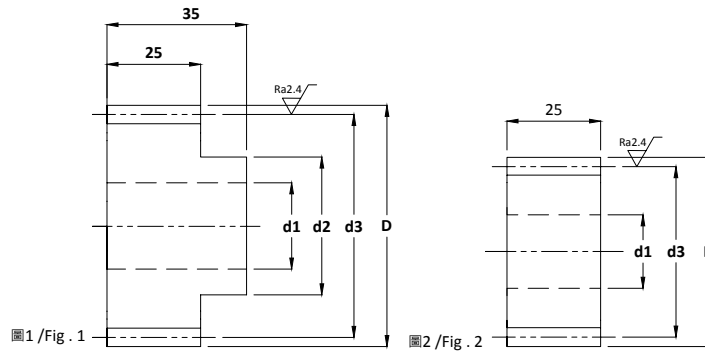 35
25
Ra2.4
d1
d2
d3
D
圖1 /Fig . 1
25
Ra2.4
d1
d3
圖2 /Fig . 2